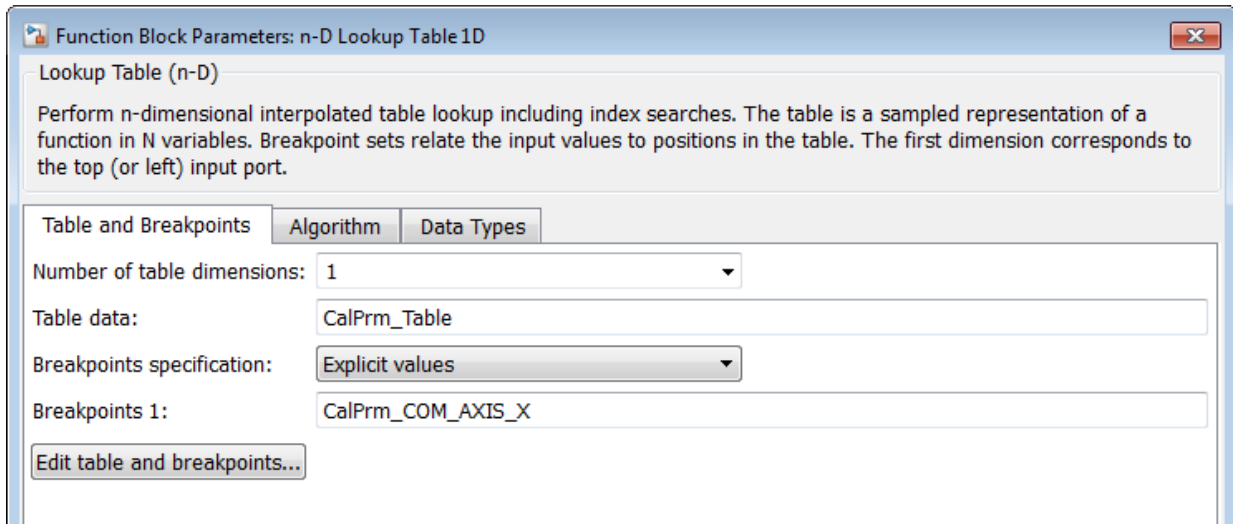 Function Block Parameters: n-D Lookup Table1D
Lookup Table (n-D)
Perform n-dimensional interpolated table lookup including index searches. The table is a sampled representation of a
function in N variables. Breakpoint sets relate the input values to positions in the table. The first dimension corresponds to
the top (or left) input port.
Table and Breakpoints Algorithm Data Types
Number of table dimensions: 1
Table data: CalPrm_Table
Breakpoints specification: Explicit values
Breakpoints 1: CalPrm_COM_AXIS_X
Edit table and breakpoints...